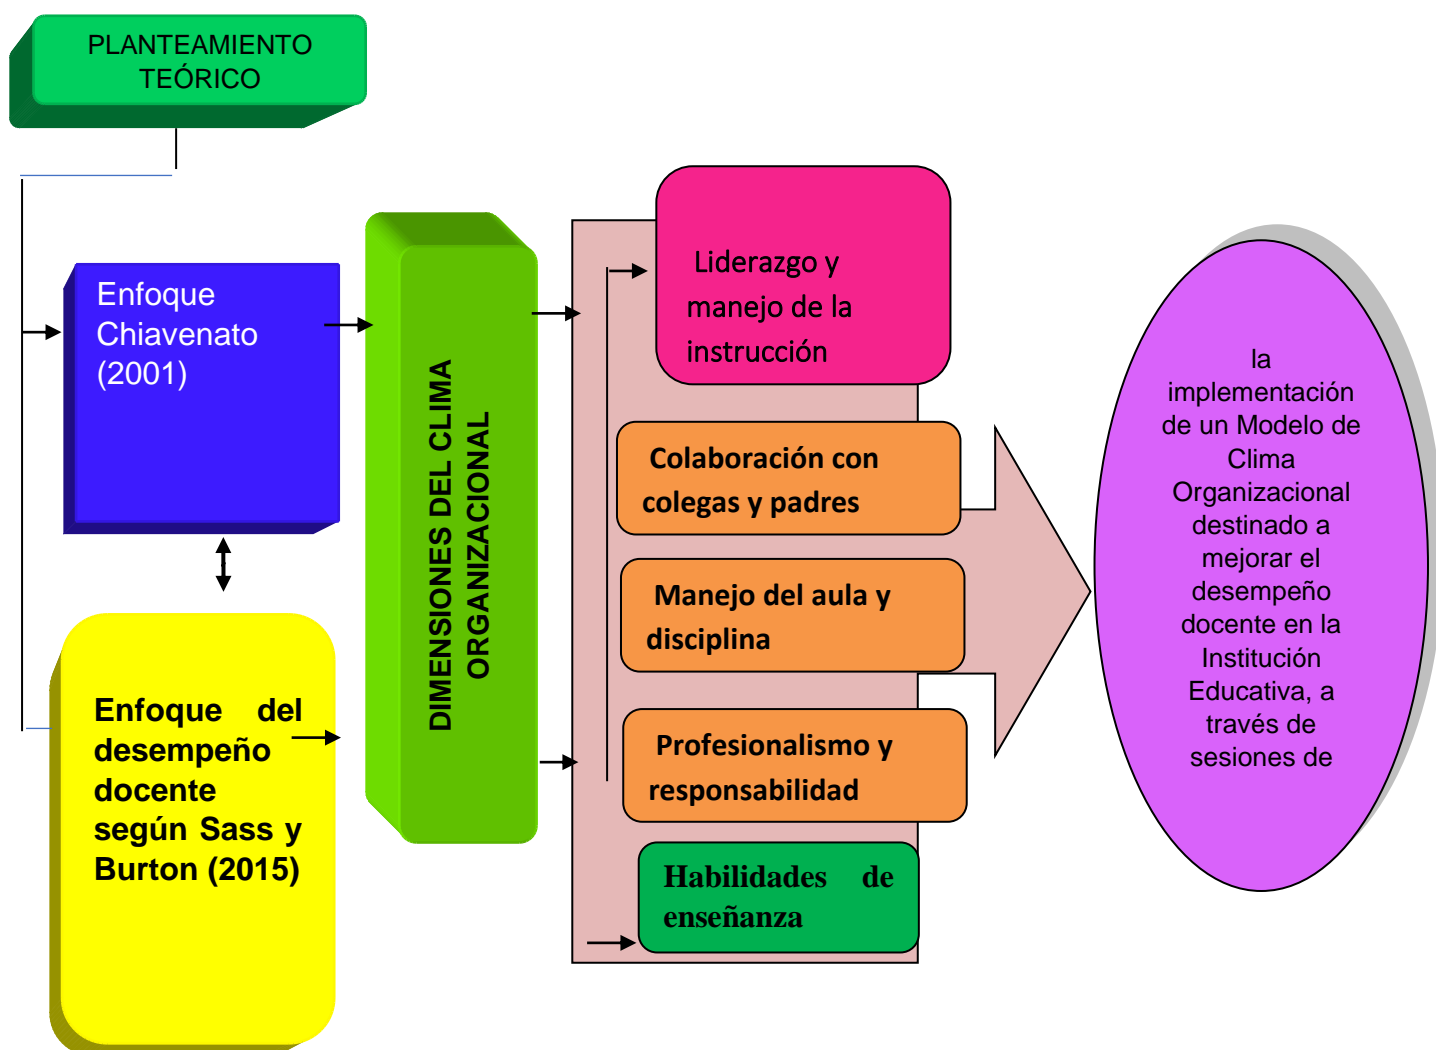 PLANTEAMIENTO
TEÓRICO
Enfoque
Chiavenato
(2001)
Enfoque del
desempeño
docente
según Sass y
Burton (2015)
DIMENSIONES DEL CLIMA
ORGANIZACIONAL
Liderazgo y
manejo de la
instrucción
Colaboración con
colegas y padres
Manejo del aula y
disciplina
Profesionalismo y
responsabilidad
Habilidades de
enseñanza
la
implementación
de un Modelo de
Clima
Organizacional
destinado a
mejorar el
desempeño
docente en la
Institución
Educativa, a
través de
sesiones de